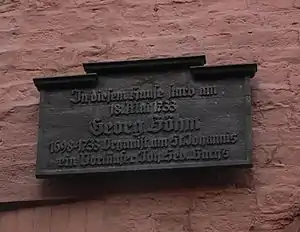 In diesem Hause starb am
18. Mai 1733
Georg Böhm
1698-1733 Organist an St. Johannis
ein Vorläufer Joh. Seb. Bach's